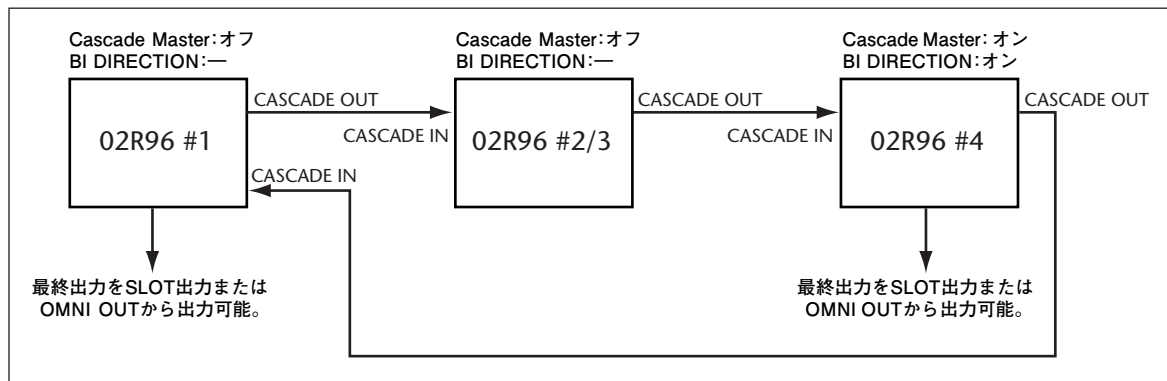 Cascade Master:オフ
BI DIRECTION:—
Cascade Master:オフ
BI DIRECTION:—
Cascade Master:オン
BI DIRECTION:オン
CASCADE OUT
CASCADE OUT
CASCADE OUT
02R96 #1
CASCADE IN
02R96 #2/3
CASCADE IN
02R96 #4
CASCADE IN
最終出力をSLOT出力または
OMNI OUTから出力可能。
最終出力をSLOT出力または
OMNI OUTから出力可能。